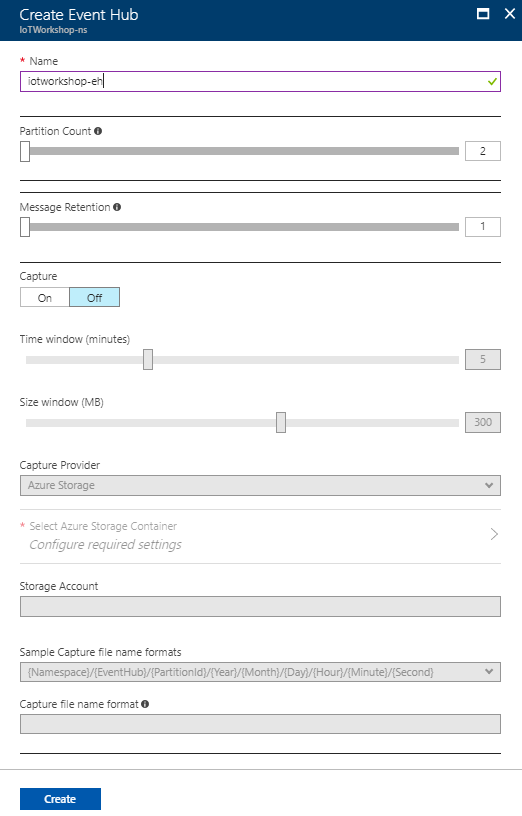 Create Event Hub
IoTWorkshop-ns
* Name
iotworkshop-eh
Partition Count
2
Message Retention
1
Capture
On Off
Time window (minutes)
5
Size window (MB)
300
Capture Provider
Azure Storage
* Select Azure Storage Container
Configure required settings
Storage Account
Sample Capture file name formats
{Namespace}/{EventHub}/{PartitionId}/{Year}/{Month}/{Day}/{Hour}/{Minute}/{Second}
Capture file name format
Create